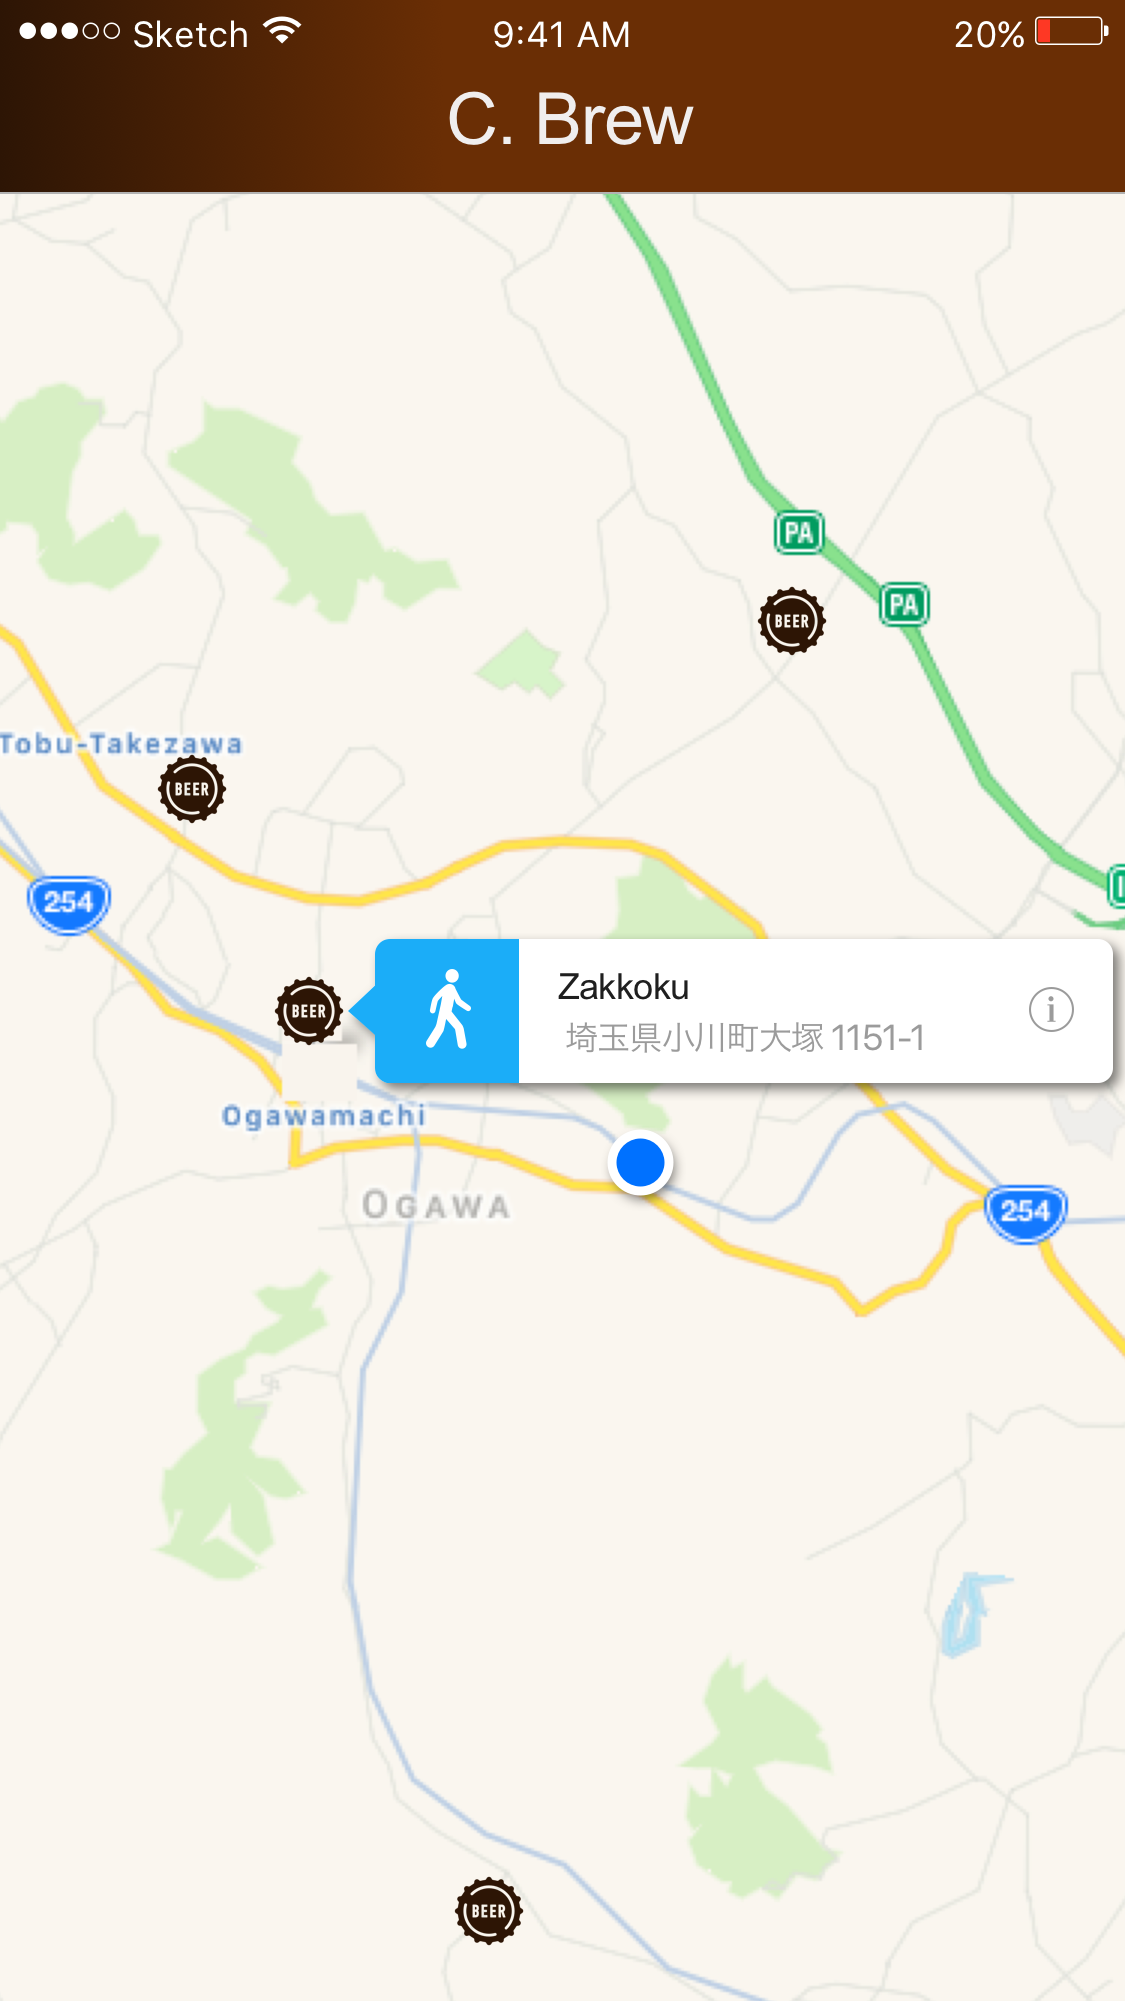 Sketch 9:41 AM 20%
C. Brew
PA
PA
BEER
Tobu-Takezawa
BEER
254
Zakkoku
BEER
埼玉県小川町大塚 1151-1
i
Ogawamachi
OGAWA
254
BEER